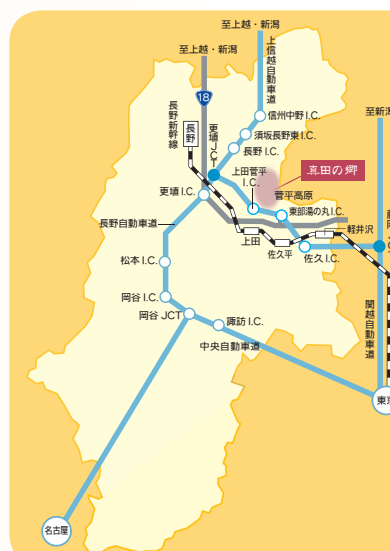 至上越・新潟
至上越・新潟
上信越自動車道
18
長野新幹線
長野
更埴JCT
信州中野 I.C.
須坂長野東 I.C.
長野 I.C.
上田菅平
I.C.
真田の郷
菅平高原
更埴 I.C.
東部湯の丸 I.C.
長野自動車道
軽井沢
上田
佐久平
佐久 I.C.
松本 I.C.
岡谷 I.C.
岡谷 JCT
諏訪 I.C.
中央自動車道
関越自動車道
至新
東京
名古屋